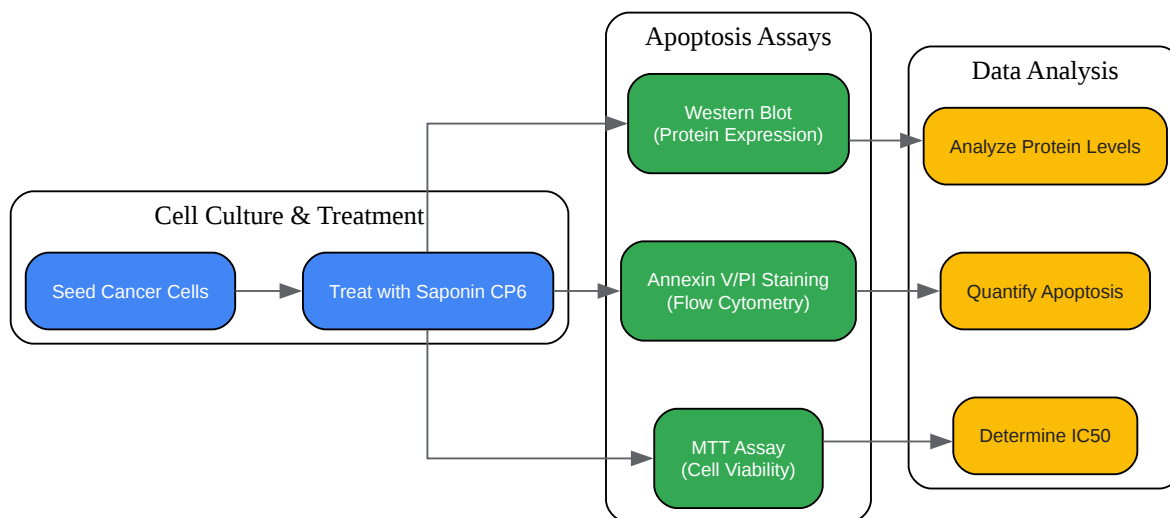 Cell Culture & Treatment
Seed Cancer Cells
Treat with Saponin CP6
Apoptosis Assays
Western Blot
(Protein Expression)
Annexin V/PI Staining
(Flow Cytometry)
MTT Assay
(Cell Viability)
Data Analysis
Analyze Protein Levels
Quantify Apoptosis
Determine IC50